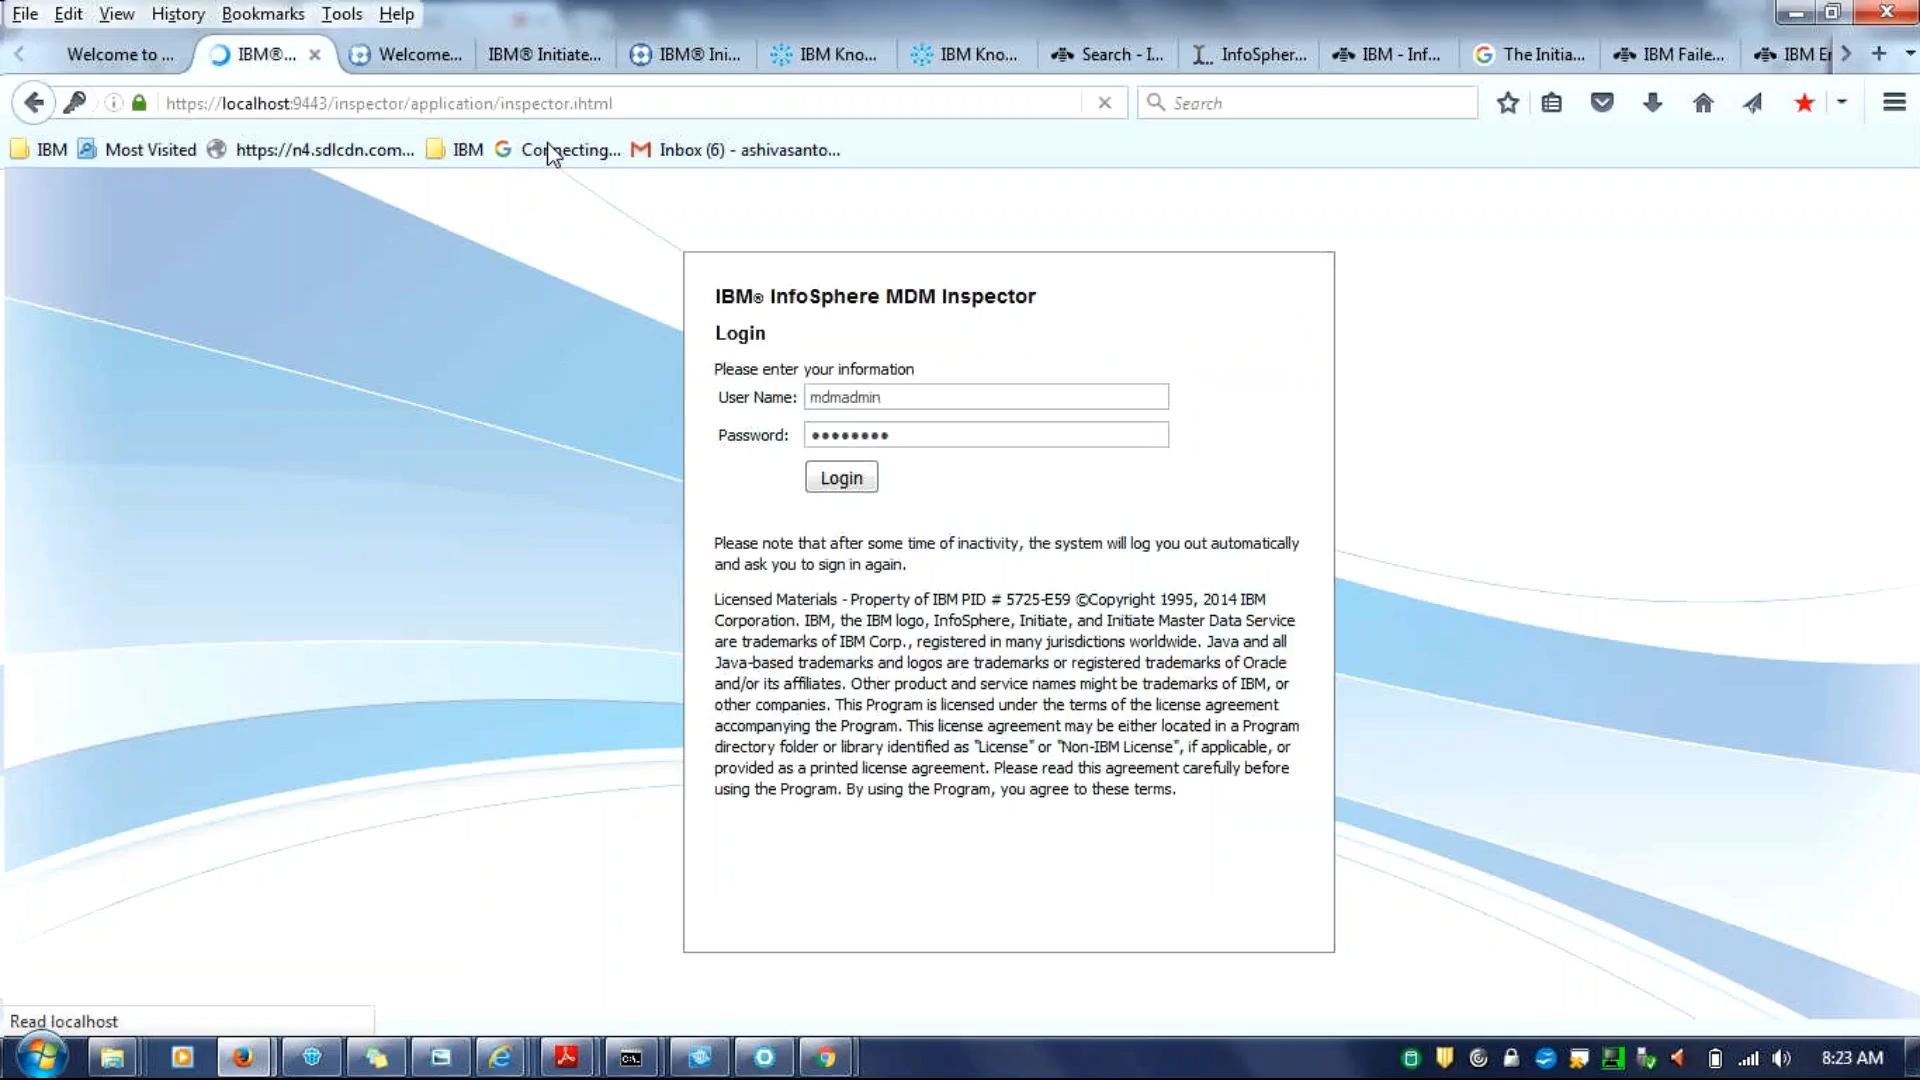 File Edit View History Bookmarks Tools Help
Welcome to ... IBM®... Welcome... IBM® Initiate... IBM® Ini... IBM Kno... IBM Kno... Search - I... InfoSpher... IBM - Inf... The Initia... IBM Faile... IBM Er
https://localhost:9443/inspector/application/inspector.ihtml Search
IBM Most Visited https://n4.sdlcdn.com... IBM Connecting... Inbox (6) - ashivasanto...
IBM® InfoSphere MDM Inspector
Login
Please enter your information
User Name: mdmadmin
Password: ●●●●●●●●
Login
Please note that after some time of inactivity, the system will log you out automatically
and ask you to sign in again.
Licensed Materials - Property of IBM PID # 5725-E59 ©Copyright 1995, 2014 IBM
Corporation. IBM, the IBM logo, InfoSphere, Initiate, and Initiate Master Data Service
are trademarks of IBM Corp., registered in many jurisdictions worldwide. Java and all
Java-based trademarks and logos are trademarks or registered trademarks of Oracle
and/or its affiliates. Other product and service names might be trademarks of IBM, or
other companies. This Program is licensed under the terms of the license agreement
accompanying the Program. This license agreement may be either located in a Program
directory folder or library identified as "License" or "Non-IBM License", if applicable, or
provided as a printed license agreement. Please read this agreement carefully before
using the Program. By using the Program, you agree to these terms.
Read localhost
8:23 AM